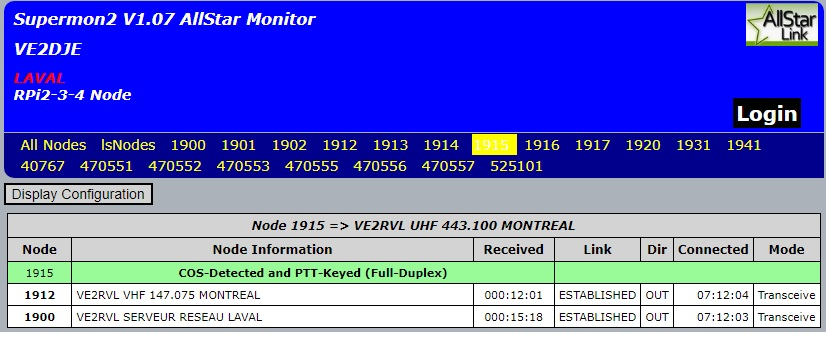 Supermon2 V1.07 AllStar Monitor
AllStar
Link
VE2DJE
LAVAL
RPi2-3-4 Node
Login
All Nodes lsNodes 1900 1901 1902 1912 1913 1914 1915 1916 1917 1920 1931 1941
40767 470551 470552 470553 470555 470556 470557 525101
Display Configuration
Node 1915 => VE2RVL UHF 443.100 MONTREAL
Node Node Information Received Link Dir Connected Mode
1915 COS-Detected and PTT-Keyed (Full-Duplex)
1912 VE2RVL VHF 147.075 MONTREAL 000:12:01 ESTABLISHED OUT 07:12:04 Transceive
1900 VE2RVL SERVEUR RESEAU LAVAL 000:15:18 ESTABLISHED OUT 07:12:03 Transceive